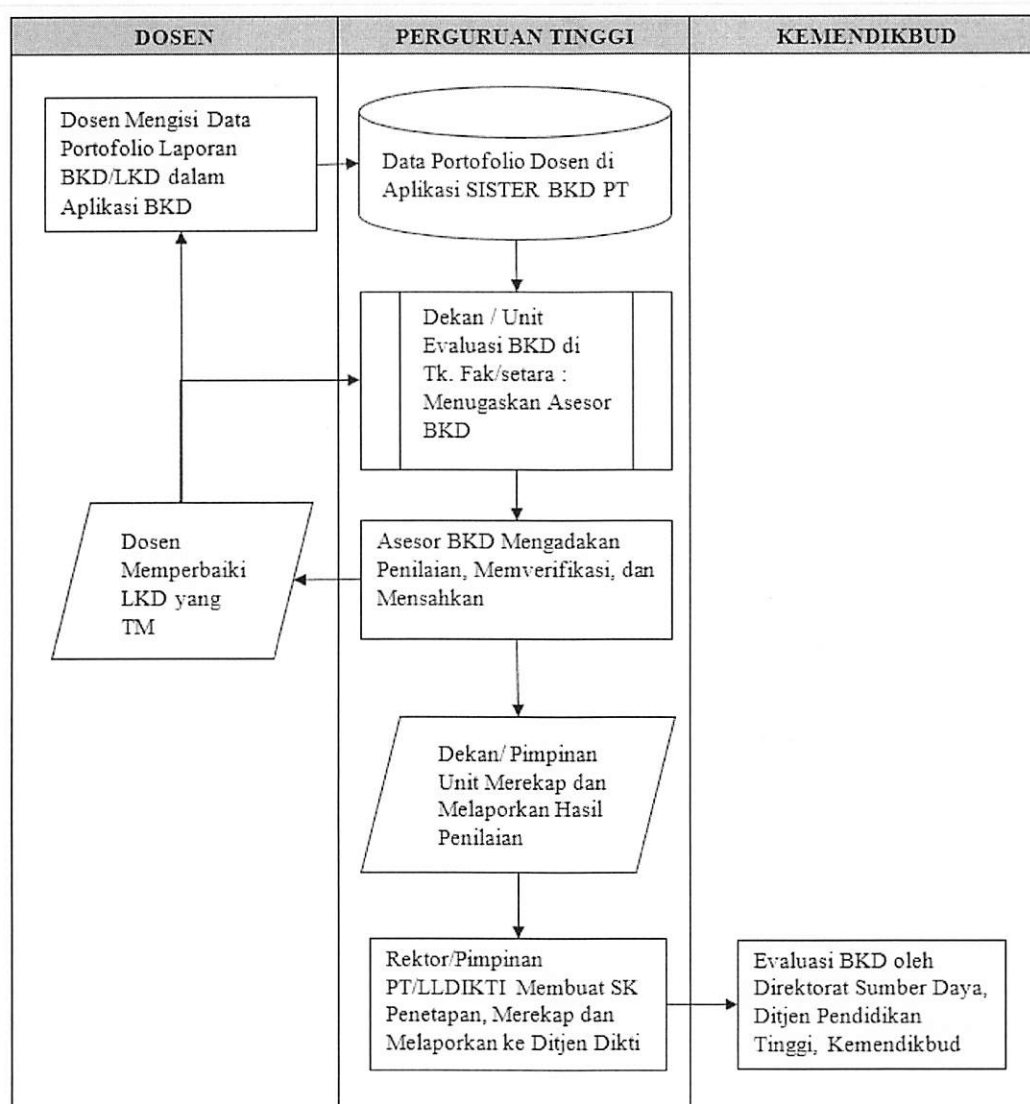 DOSEN
PERGURUAN TINGGI
KEMENDIKBUD
Dosen Mengisi Data
Portofolio Laporan
BKD/LKD dalam
Aplikasi BKD
Data Portofolio Dosen di
Aplikasi SISTER BKD PT
Dekan / Unit
Evaluasi BKD di
Tk. Fak/setara :
Menugaskan Asesor
BKD
Dosen
Memperbaiki
LKD yang
TM
Asesor BKD Mengadakan
Penilaian, Memverifikasi, dan
Mensahkan
Dekan/ Pimpinan
Unit Merekap dan
Melaporkan Hasil
Penilaian
Rektor/Pimpinan
PT/LLDIKTI Membuat SK
Penetapan, Merekap dan
Melaporkan ke Ditjen Dikti
Evaluasi BKD oleh
Direktorat Sumber Daya,
Ditjen Pendidikan
Tinggi, Kemendikbud